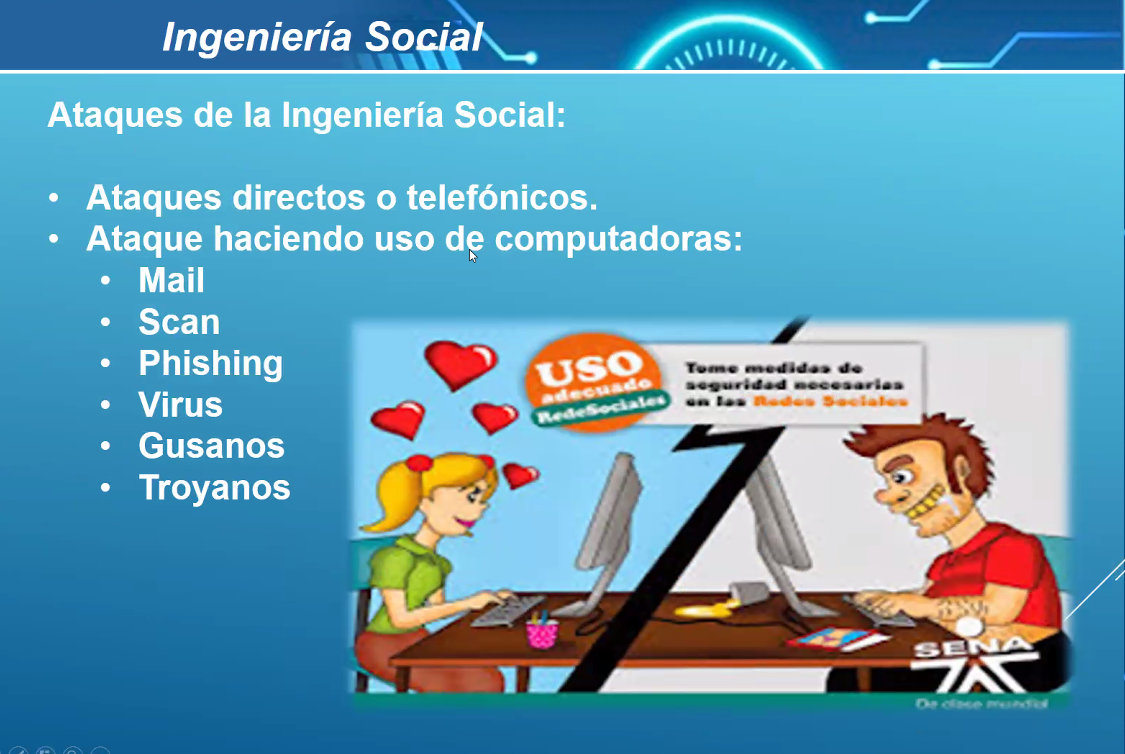 Ingeniería Social
Ataques de la Ingeniería Social:
• Ataques directos o telefónicos.
• Ataque haciendo uso de computadoras:
• Mail
• Scan
• Phishing
• Virus
• Gusanos
• Troyanos
USO
adecuado
RedeSociales
Tome medidas de
seguridad necesarias
en las Redes Sociales
SENA
De clase mundial